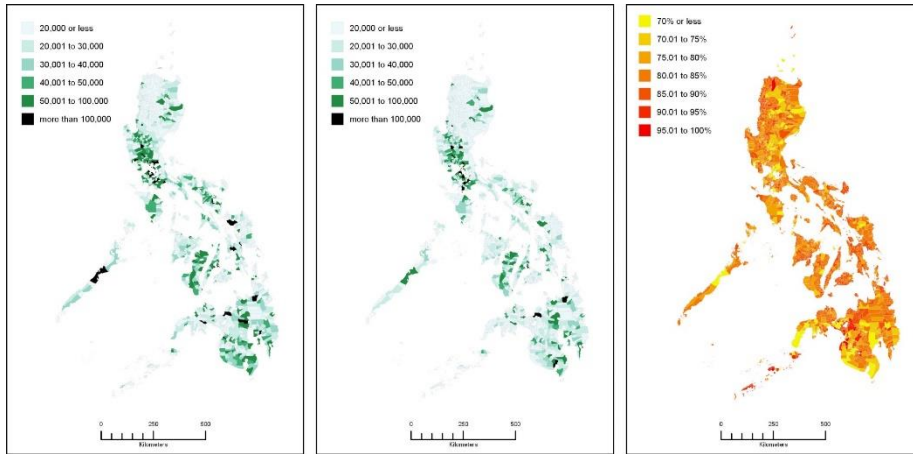 20,000 or less
20,001 to 30,000
30,001 to 40,000
40,001 to 50,000
50,001 to 100,000
more than 100,000
0 250 500
Kilometers
20,000 or less
20,001 to 30,000
30,001 to 40,000
40,001 to 50,000
50,001 to 100,000
more than 100,000
0 250 500
Kilometers
70% or less
70.01 to 75%
75.01 to 80%
80.01 to 85%
85.01 to 90%
90.01 to 95%
95.01 to 100%
0 250 500
Kilometers